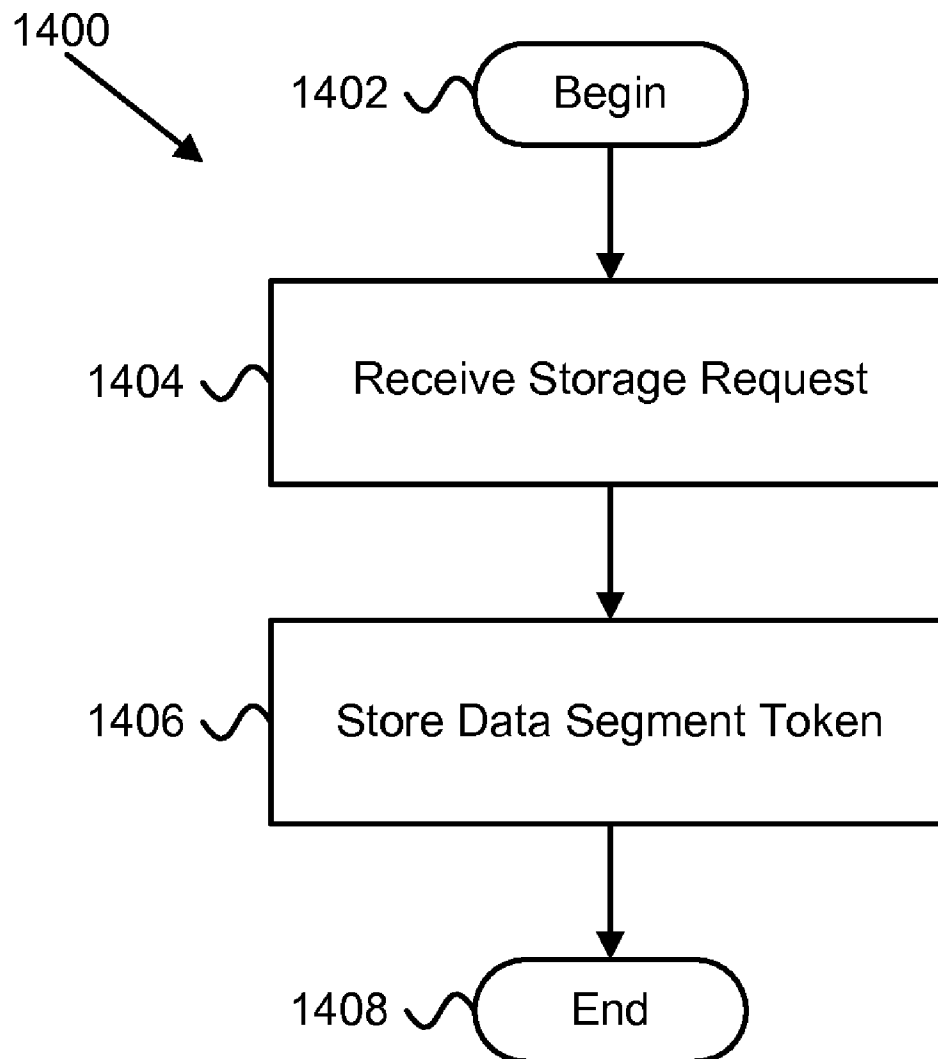 1400
1402 Begin
1404 Receive Storage Request
1406 Store Data Segment Token
1408 End